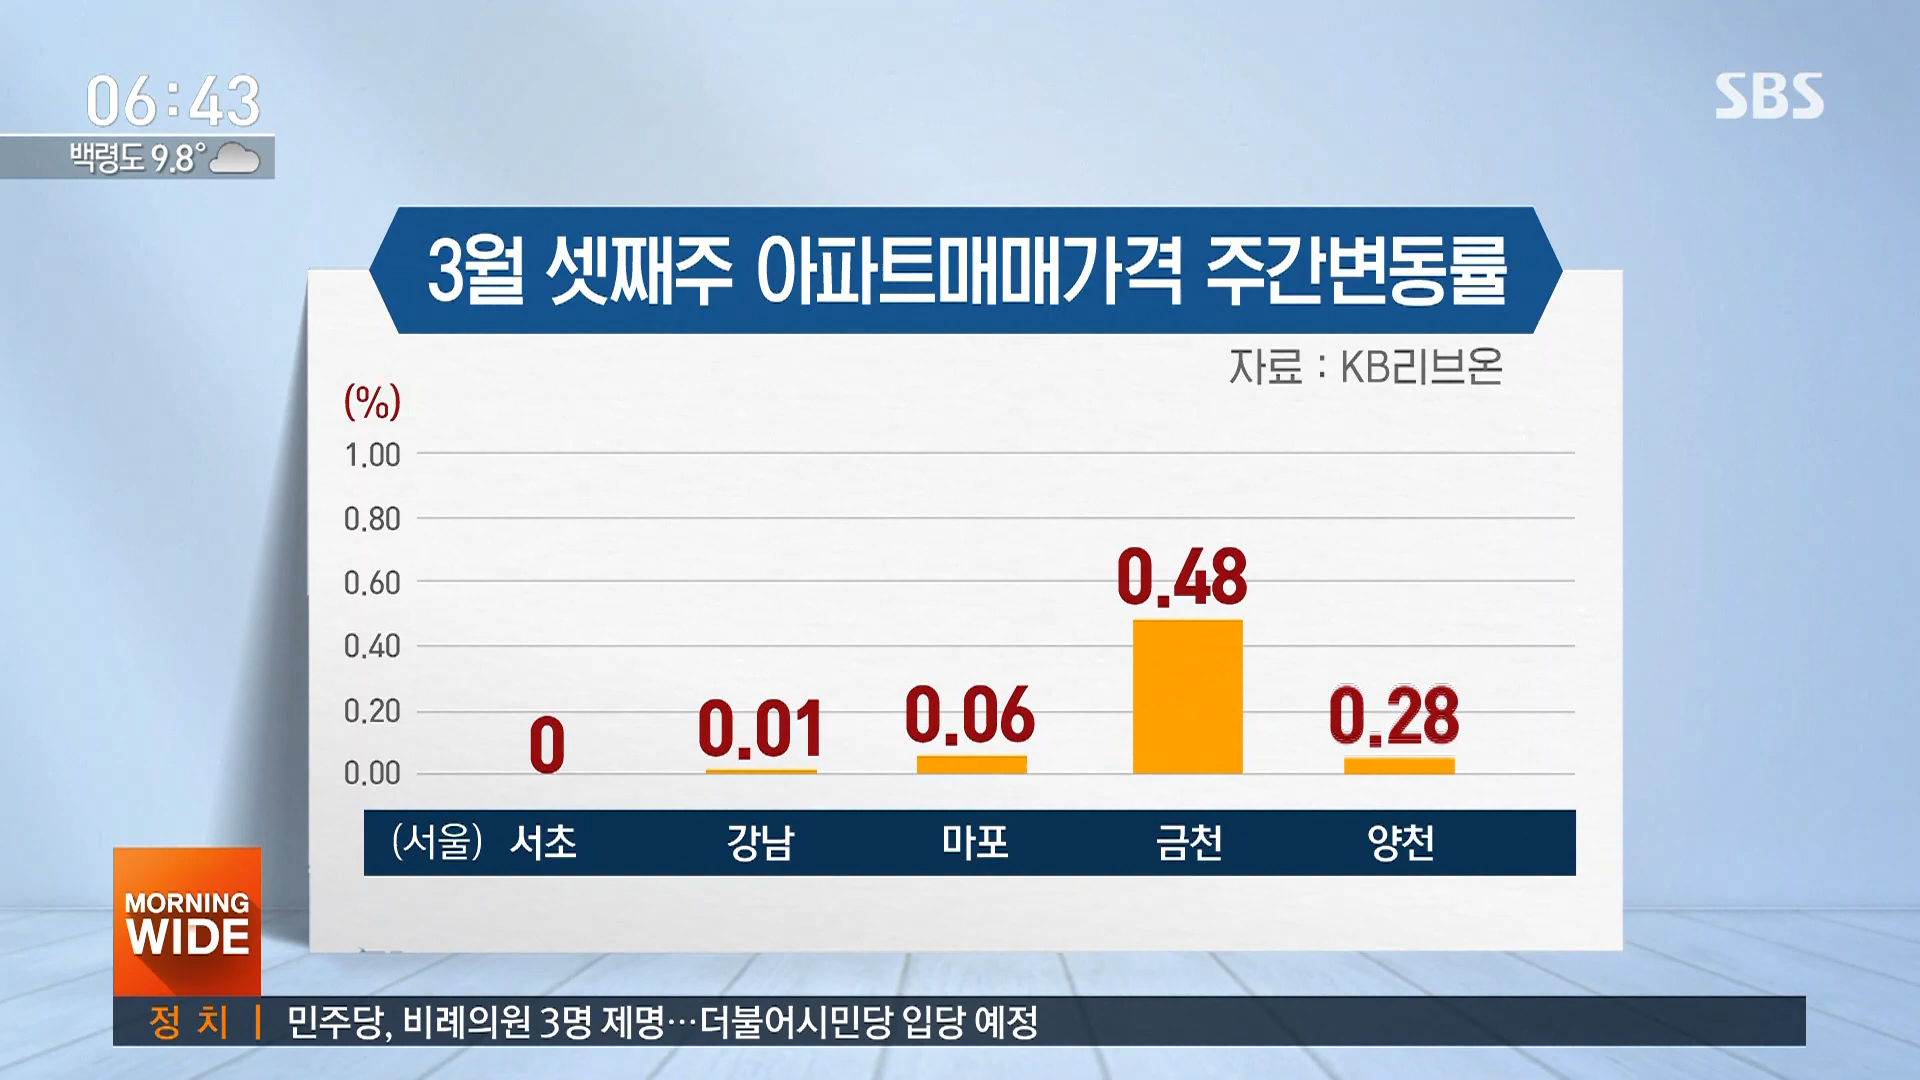 06:43
SBS
백령도 9.8°
3월 셋째주 아파트매매가격 주간변동률
자료 : KB리브온
(%)
1.00
0.80
0.60
0.40
0.20
0.00
0
0.01
0.06
0.48
0.28
(서울) 서초 강남 마포 금천 양천
MORNING
WIDE
정치 | 민주당, 비례의원 3명 제명…더불어시민당 입당 예정